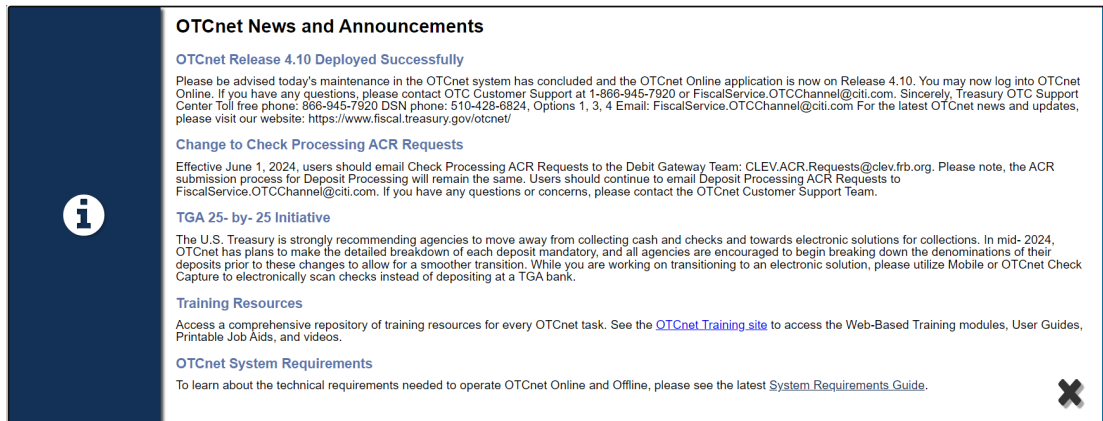 OTCnet News and Announcements
OTCnet Release 4.10 Deployed Successfully
Please be advised today's maintenance in the OTCnet system has concluded and the OTCnet Online application is now on Release 4.10. You may now log into OTCnet
Online. If you have any questions, please contact OTC Customer Support at 1-866-945-7920 or FiscalService.OTCChannel@citi.com. Sincerely, Treasury OTC Support
Center Toll free phone: 866-945-7920 DSN phone: 510-428-6824, Options 1, 3, 4 Email: FiscalService.OTCChannel@citi.com For the latest OTCnet news and updates,
please visit our website: https://www.fiscal.treasury.gov/otcnet/
Change to Check Processing ACR Requests
Effective June 1, 2024, users should email Check Processing ACR Requests to the Debit Gateway Team: CLEV.ACR.Requests@clev.frb.org. Please note, the ACR
submission process for Deposit Processing will remain the same. Users should continue to email Deposit Processing ACR Requests to
FiscalService.OTCChannel@citi.com. If you have any questions or concerns, please contact the OTCnet Customer Support Team.
TGA 25- by- 25 Initiative
The U.S. Treasury is strongly recommending agencies to move away from collecting cash and checks and towards electronic solutions for collections. In mid- 2024,
OTCnet has plans to make the detailed breakdown of each deposit mandatory, and all agencies are encouraged to begin breaking down the denominations of their
deposits prior to these changes to allow for a smoother transition. While you are working on transitioning to an electronic solution, please utilize Mobile or OTCnet Check
Capture to electronically scan checks instead of depositing at a TGA bank.
Training Resources
Access a comprehensive repository of training resources for every OTCnet task. See the OTCnet Training site to access the Web-Based Training modules, User Guides,
Printable Job Aids, and videos.
OTCnet System Requirements
To learn about the technical requirements needed to operate OTCnet Online and Offline, please see the latest System Requirements Guide.